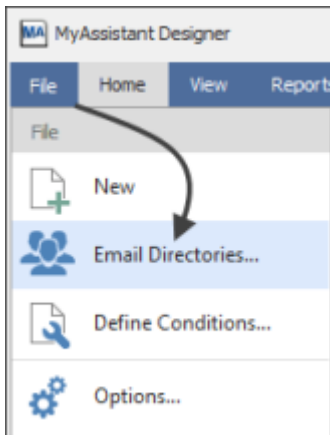 MA MyAssistant Designer
File Home View Reports
File
New
Email Directories...
Define Conditions...
Options...